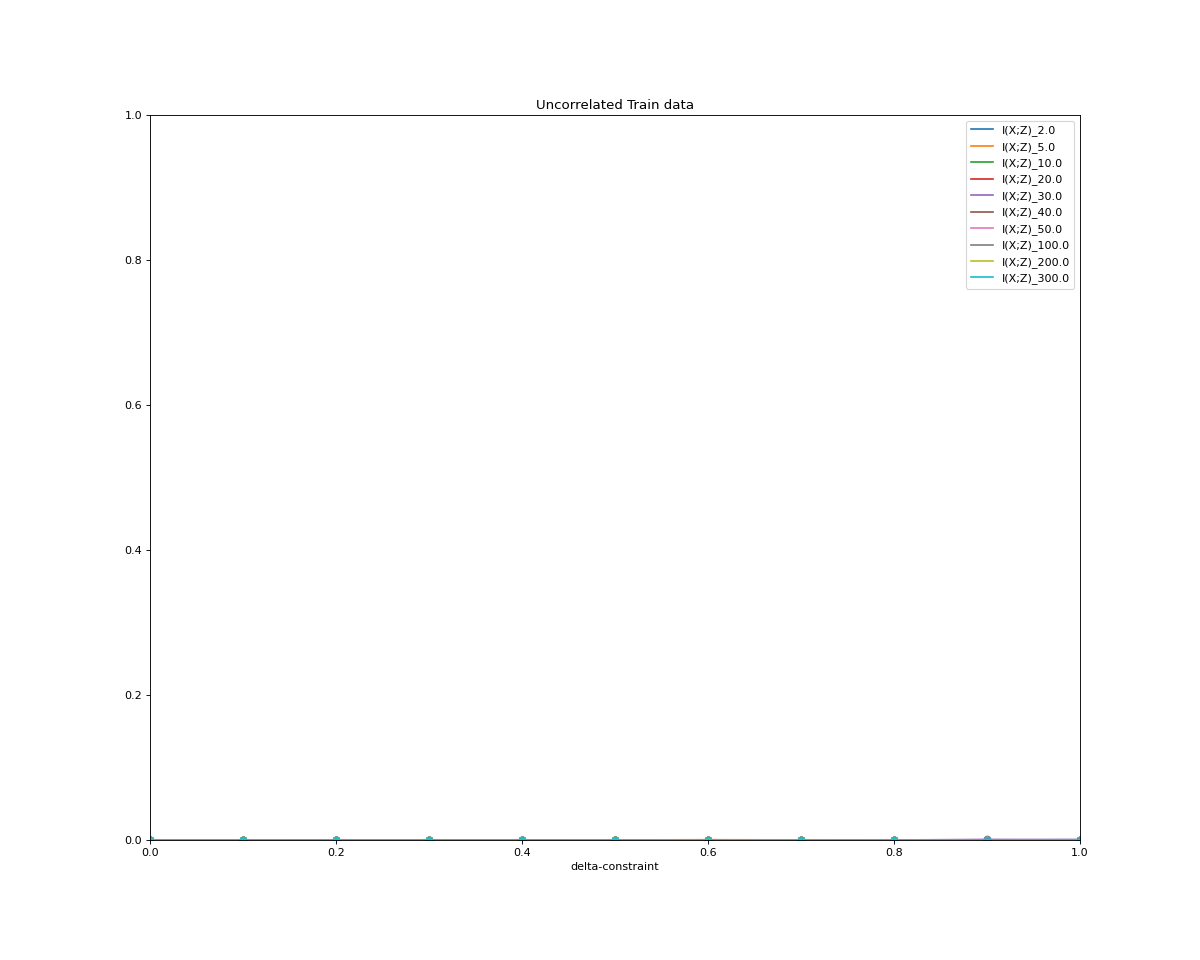 Uncorrelated Train data
1.0
0.8
0.6
0.4
0.2
0.0
I(X;Z)_2.0
I(X;Z)_5.0
I(X;Z)_10.0
I(X;Z)_20.0
I(X;Z)_30.0
I(X;Z)_40.0
I(X;Z)_50.0
I(X;Z)_100.0
I(X;Z)_200.0
I(X;Z)_300.0
0.0 0.2 0.4 0.6 0.8 1.0
delta-constraint